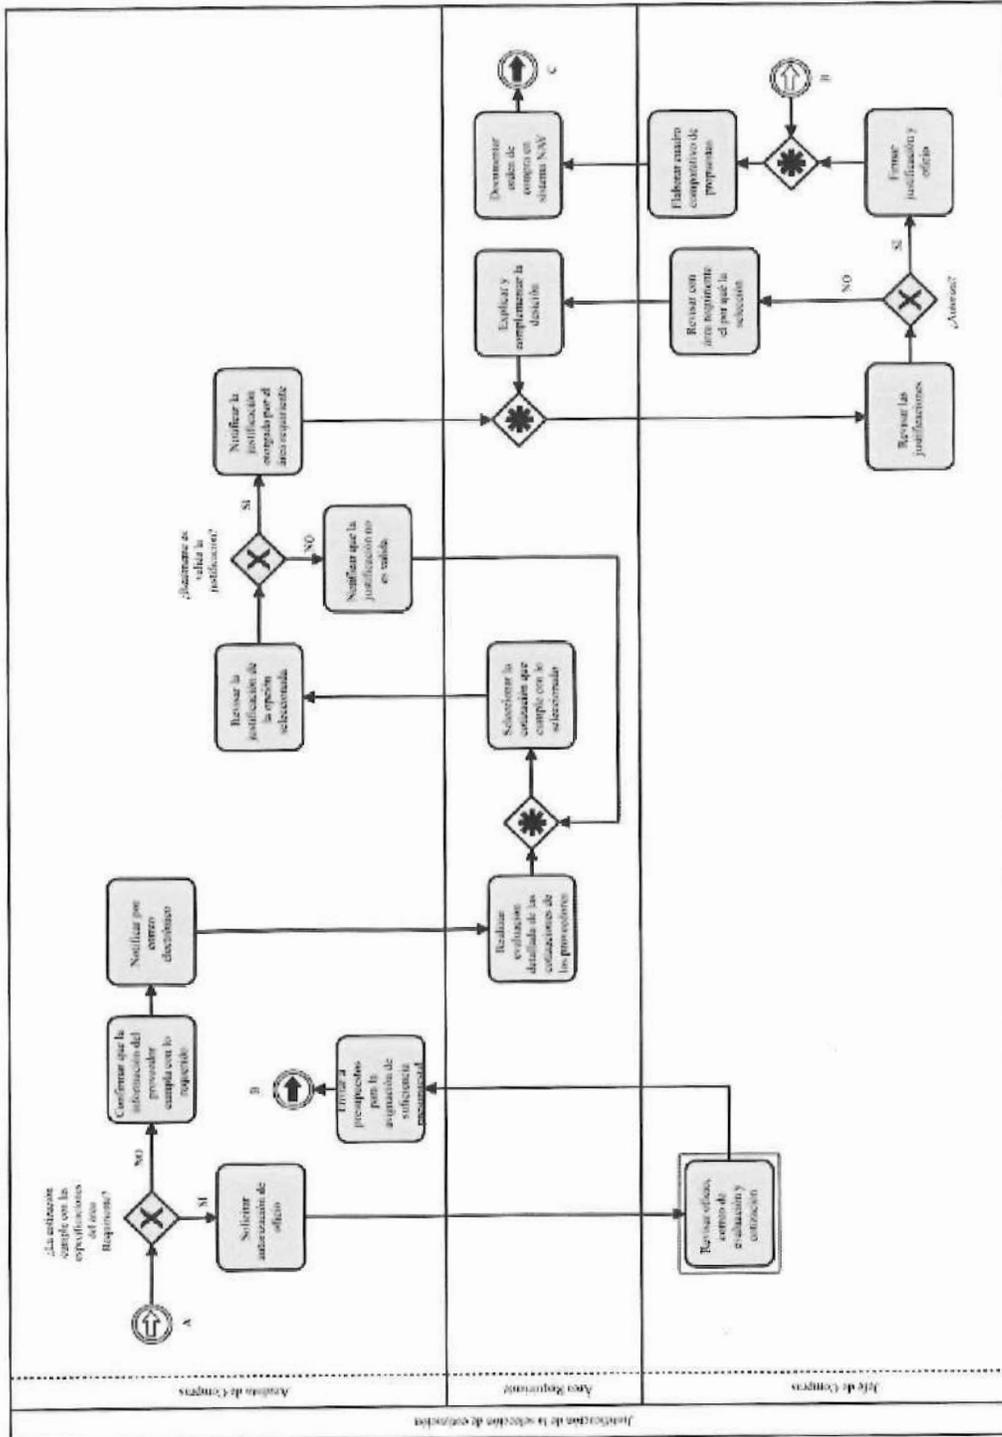 Justificación de la selección de cotización
Analista de Compras
Área Requirente
Jefe de Compras
A
¿La cotización
cumple con las
especificaciones
del área
Requirente?
NO
SI
Confirmar que la
información del
proveedor
cumpla con lo
requerido
Notificar por
correo
electrónico
Solicitar
autorización de
oficio
Revisar oficio,
correo de
evaluación y
cotización
Enviar a
presupuestos
para la
asignación de
suficiencia
presupuestal
B
Realizar
evaluación
detallada de las
cotizaciones de
los proveedores
Seleccionar la
cotización que
cumple con lo
seleccionado
Revisar la
justificación de
la opción
seleccionada
¿Realmente es
valida la
justificación?
SI
NO
Notificar que la
justificación no
es valida
Notificar la
justificación
otorgada por el
área requirente
Revisar las
justificaciones
¿Autoriza?
NO
SI
Revisar con
área requirente
el por qué la
selección
Explicar y
complementar la
desición
Firmar
justificación y
oficio
B
Elaborar cuadro
comparativo de
propuestas
Documentar
orden de
compra en
sistema NAV
C